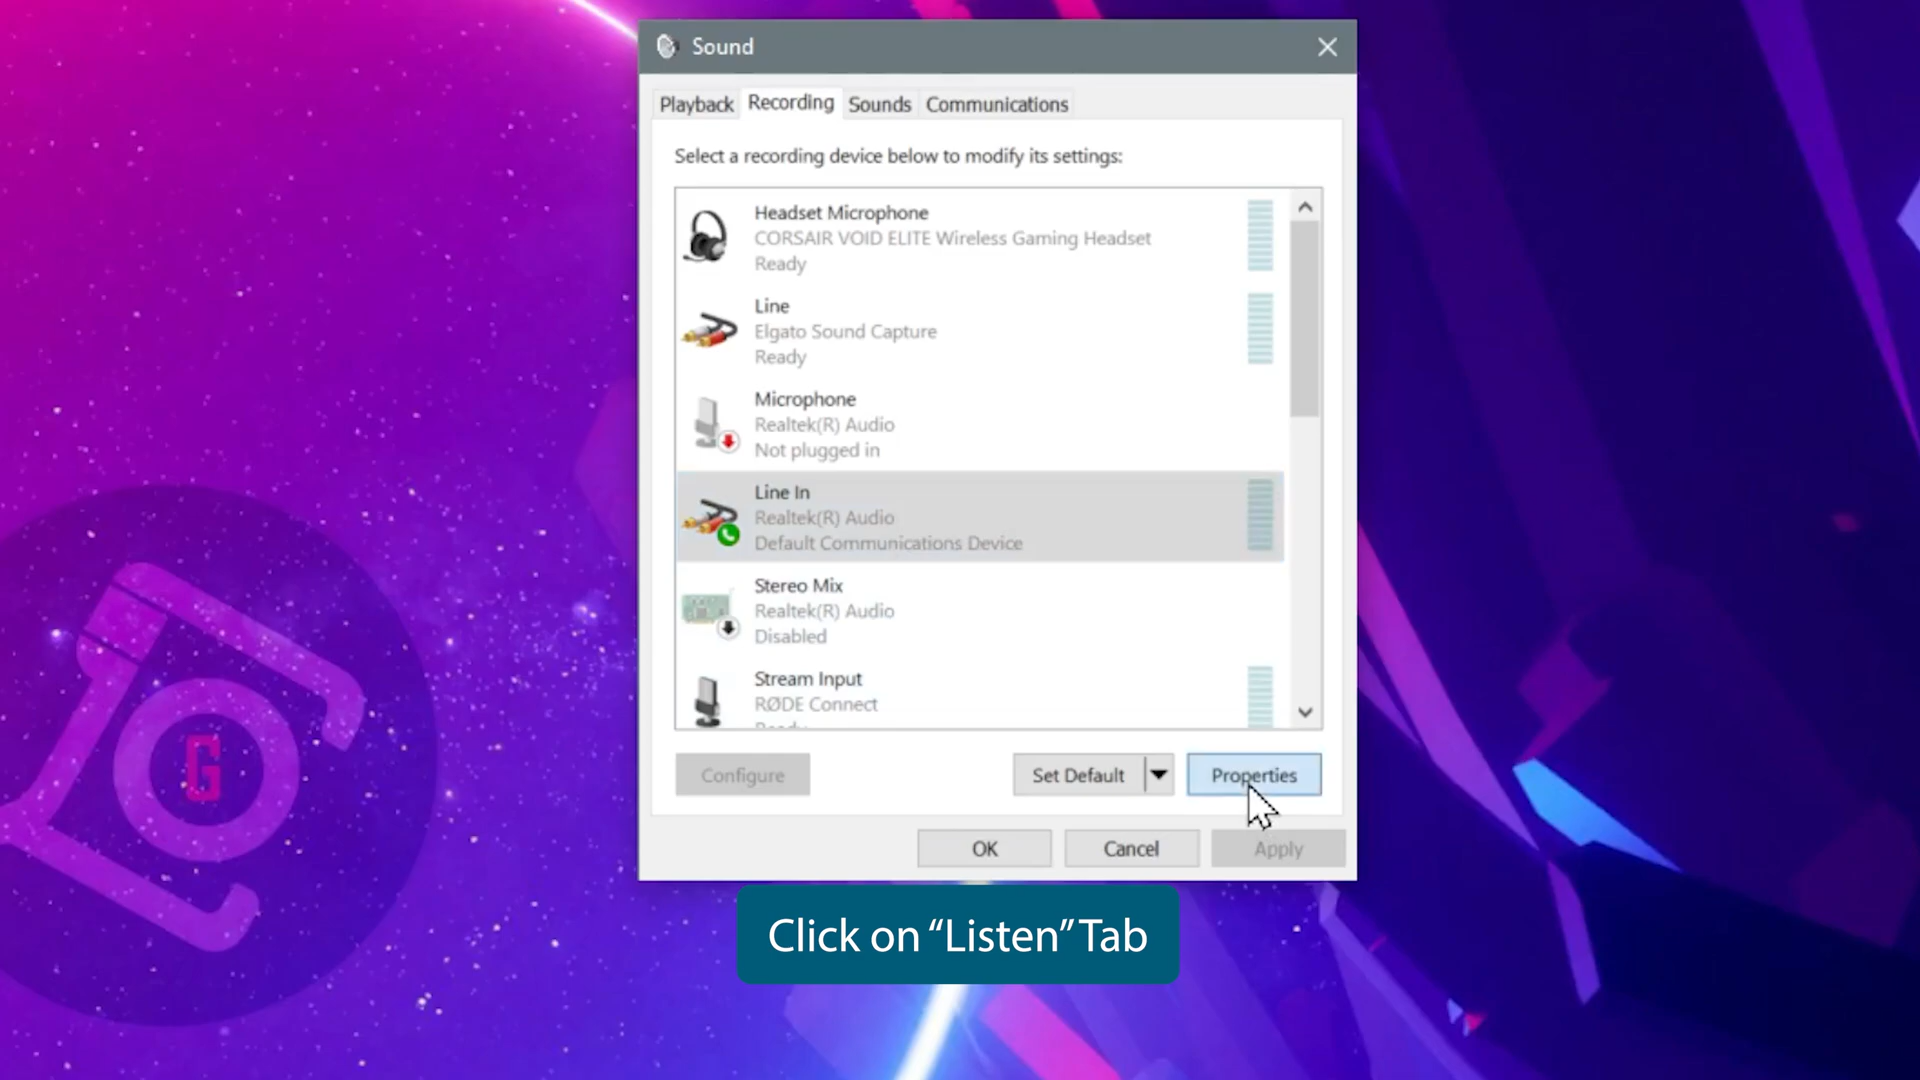 Sound
Playback Recording Sounds Communications
Select a recording device below to modify its settings:
Headset Microphone
CORSAIR VOID ELITE Wireless Gaming Headset
Ready
Line
Elgato Sound Capture
Ready
Microphone
Realtek(R) Audio
Not plugged in
Line In
Realtek(R) Audio
Default Communications Device
Stereo Mix
Realtek(R) Audio
Disabled
Stream Input
RØDE Connect
Ready
Configure Set Default Properties
OK Cancel Apply
Click on “Listen” Tab
G